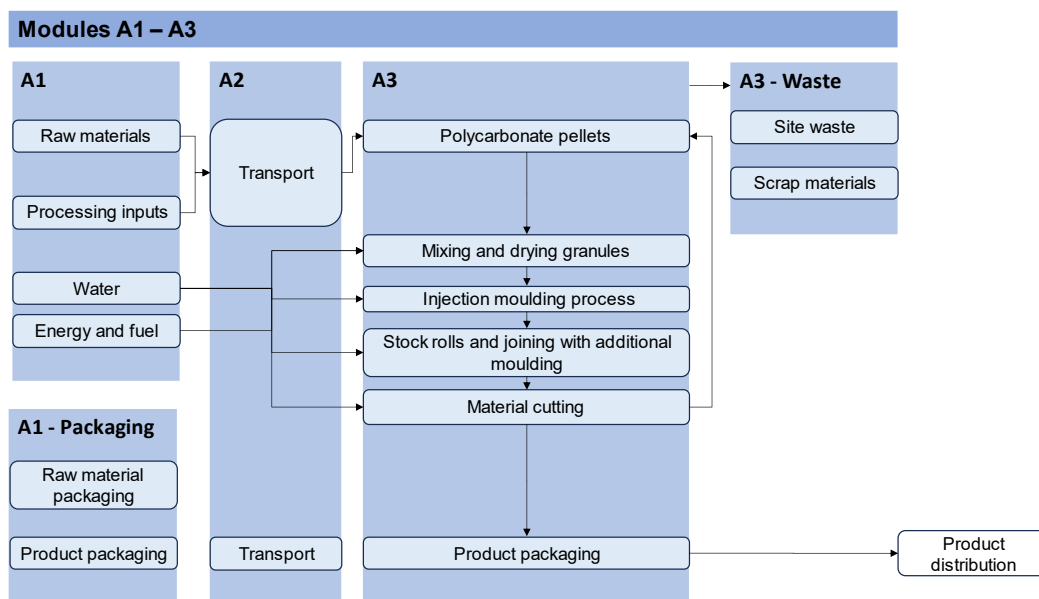 Modules A1 – A3
A1
Raw materials
Processing inputs
Water
Energy and fuel
A1 - Packaging
Raw material
packaging
Product packaging
A2
Transport
Transport
A3
Polycarbonate pellets
Mixing and drying granules
Injection moulding process
Stock rolls and joining with additional
moulding
Material cutting
Product packaging
A3 - Waste
Site waste
Scrap materials
Product
distribution